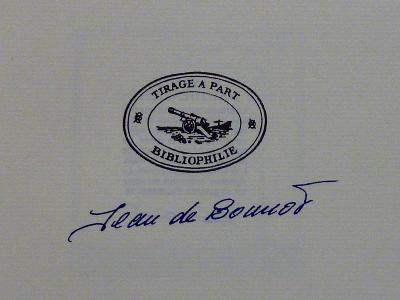 TIRAGE A PART
BIBLIOPHILIE
Jean de Bonnot